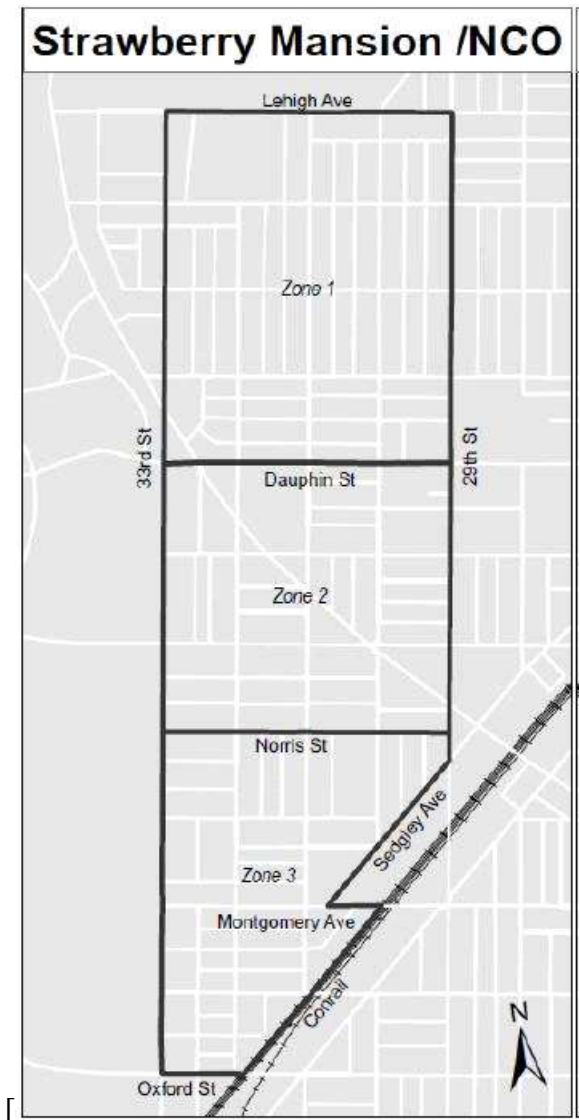 Strawberry Mansion /NCO
Lehigh Ave
Zone 1
33rd St
29th St
Dauphin St
Zone 2
Norris St
Sedgley Ave
Zone 3
Montgomery Ave
Conrail
N
Oxford St
[